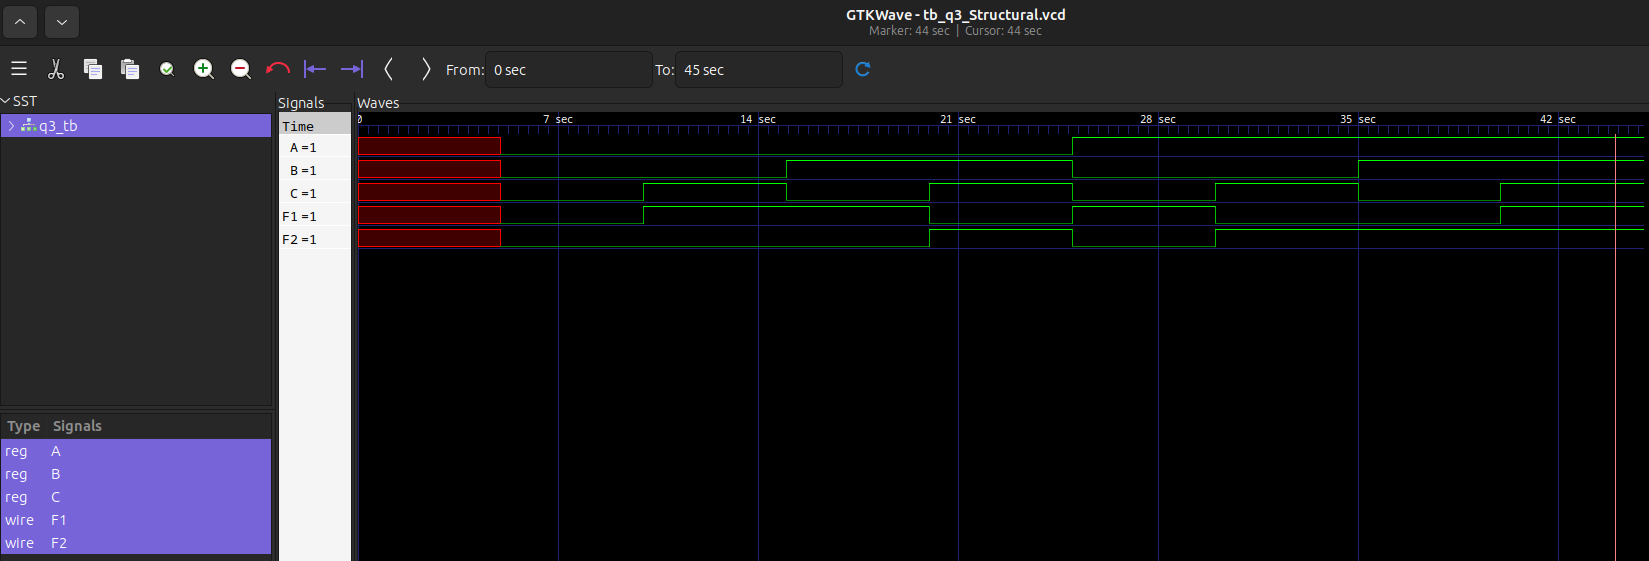 GTKWave - tb_q3_Structural.vcd
Marker: 44 sec | Cursor: 44 sec
From: 0 sec To: 45 sec
SST
q3_tb
Type Signals
reg A
reg B
reg C
wire F1
wire F2
Signals
Time
A =1
B =1
C =1
F1 =1
F2 =1
Waves
0 7 sec 14 sec 21 sec 28 sec 35 sec 42 sec